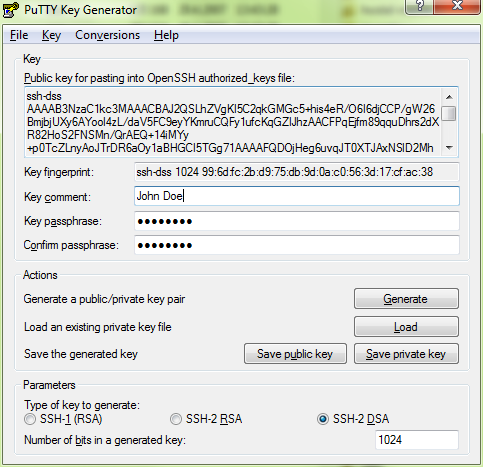 PuTTY Key Generator
File Key Conversions Help
Key
Public key for pasting into OpenSSH authorized_keys file:
ssh-dss
AAAAB3NzaC1kc3MAAACBAJ2QSLhZVgKI5C2qkGMGc5+his4eR/O6I6djCCP/gW26
BmjbjUXy6AYool4zL/daV5FC9eyYKmruCQFy1ufcKqGZIJhzAACFPqEjfm89qquDhrs2dX
R82HoS2FNSMn/QrAEQ+14iMYy
+p0TcZLnyAoJTrDR6aOy1aBHGCI5TGg71AAAAFQDOjHeg6uvqJT0XTJAxNSID2Mh
Key fingerprint: ssh-dss 1024 99:6d:fc:2b:d9:75:db:9d:0a:c0:56:3d:17:cf:ac:38
Key comment: John Doe
Key passphrase: ●●●●●●●●
Confirm passphrase: ●●●●●●●●
Actions
Generate a public/private key pair Generate
Load an existing private key file Load
Save the generated key Save public key Save private key
Parameters
Type of key to generate:
SSH-1 (RSA) SSH-2 RSA SSH-2 DSA
Number of bits in a generated key: 1024